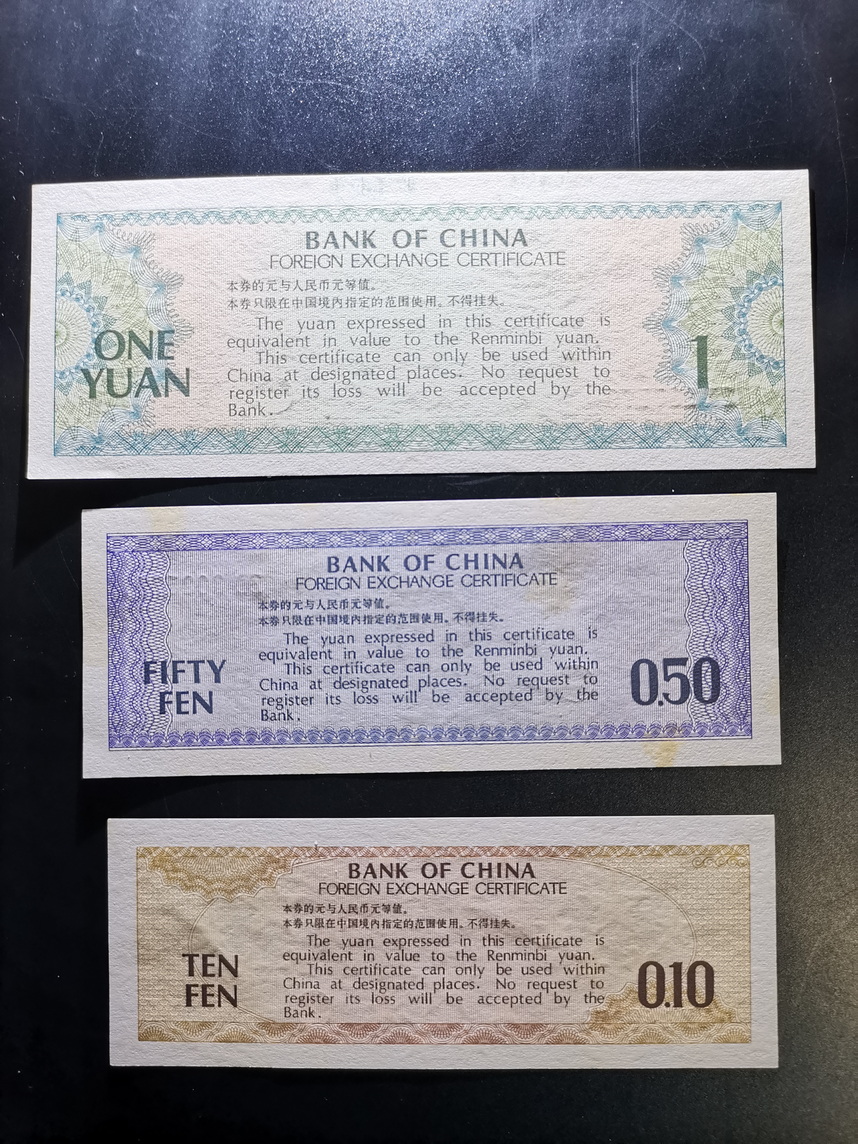 BANK OF CHINA
FOREIGN EXCHANGE CERTIFICATE
本券的元与人民币元等值。
本券只限在中国境内指定的范围使用。不得挂失。
The yuan expressed in this certificate is
equivalent in value to the Renminbi yuan.
This certificate can only be used within
China at designated places. No request to
register its loss will be accepted by the
Bank.
ONE
YUAN
1
BANK OF CHINA
FOREIGN EXCHANGE CERTIFICATE
本券的元与人民币元等值。
本券只限在中国境内指定的范围使用。不得挂失。
The yuan expressed in this certificate is
equivalent in value to the Renminbi yuan.
This certificate can only be used within
China at designated places. No request to
register its loss will be accepted by the
Bank.
FIFTY
FEN
0.50
BANK OF CHINA
FOREIGN EXCHANGE CERTIFICATE
本券的元与人民币元等值。
本券只限在中国境内指定的范围使用。不得挂失。
The yuan expressed in this certificate is
equivalent in value to the Renminbi yuan.
This certificate can only be used within
China at designated places. No request to
register its loss will be accepted by the
Bank.
TEN
FEN
0.10